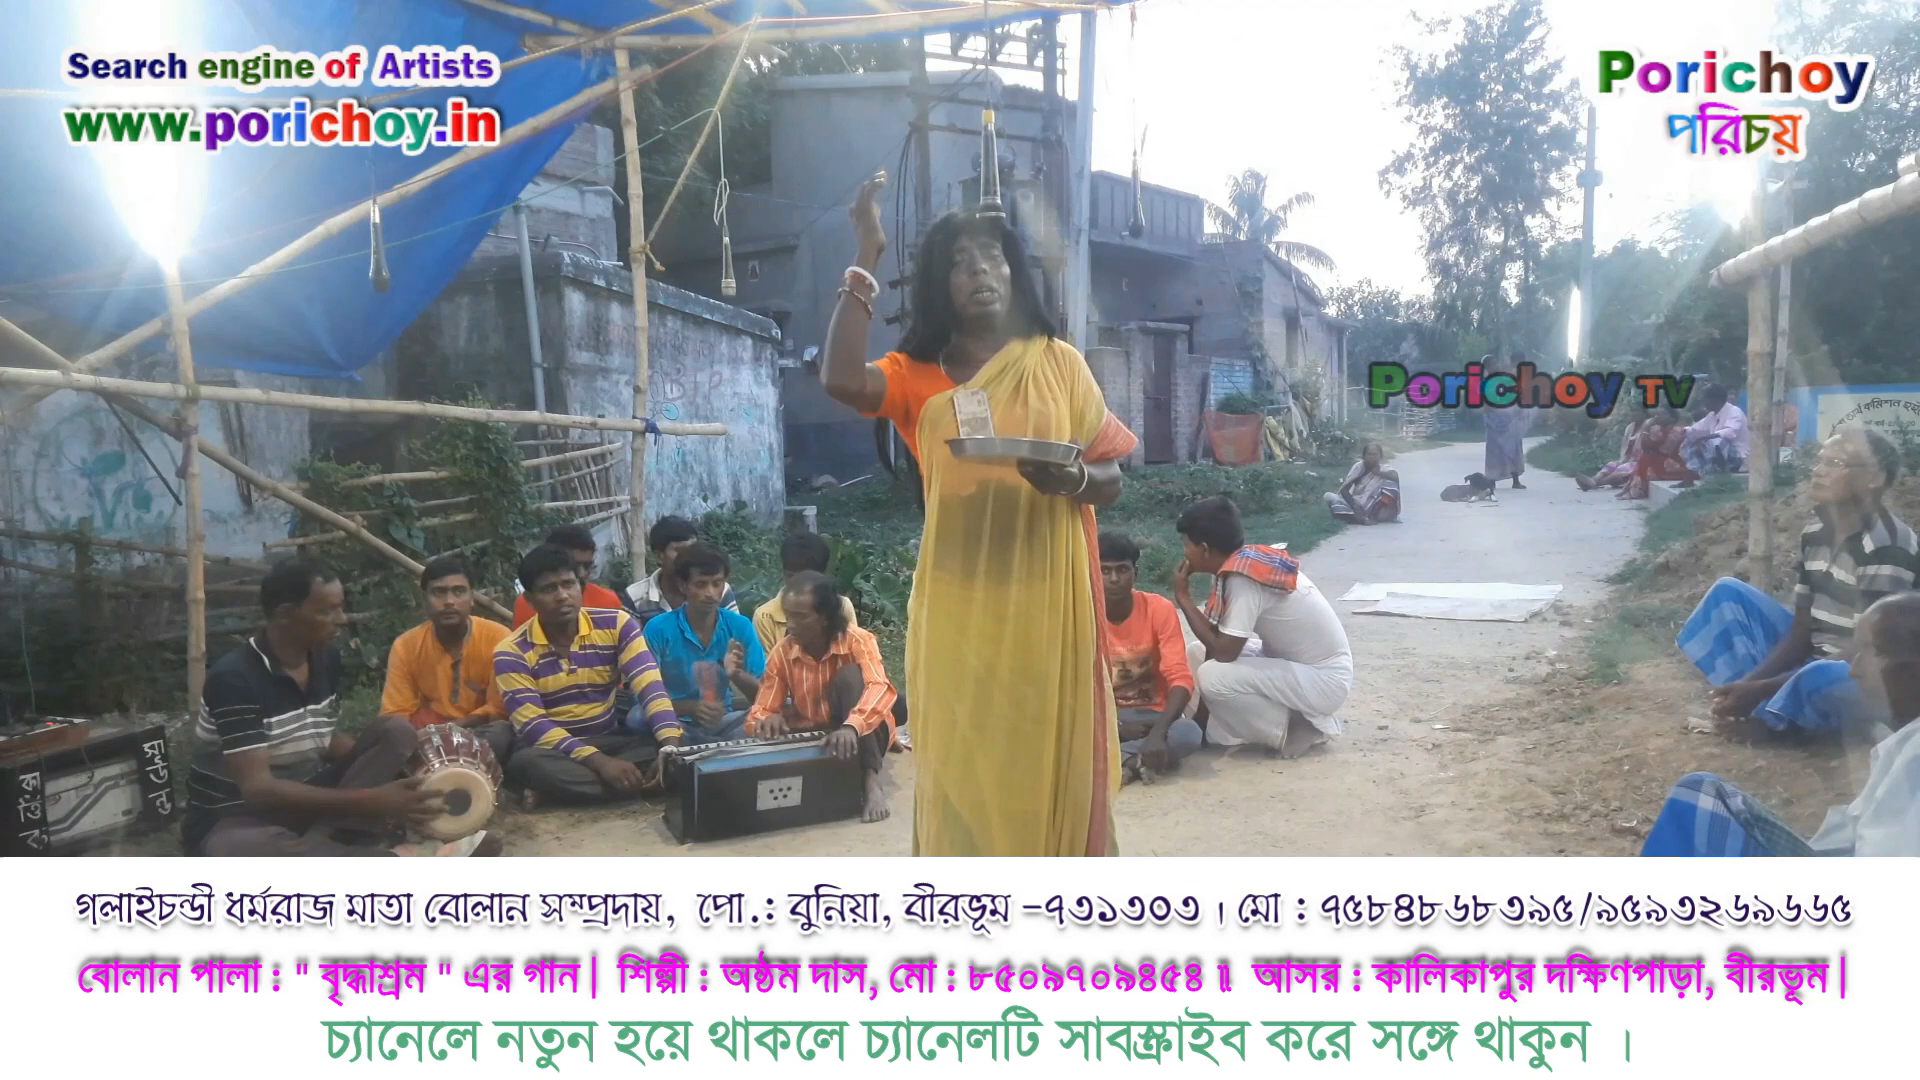 Search engine of Artists
www.porichoy.in
Porichoy
পরিচয়
Porichoy TV
গলাইচন্ডী ধর্মরাজ মাতা বোলান সম্প্রদায়, পো.: বুনিয়া, বীরভূম -৭৩১৩০৩ । মো : ৭৫৮৪৮৬৮৩৯৫/৯৫৯৩২৬৯৬৬৫
বোলান পালা : " বৃদ্ধাশ্রম " এর গান| শিল্পী : অষ্ঠম দাস, মো : ৮৫০৯৭০৯৪৫৪ ৷৷ আসর : কালিকাপুর দক্ষিণপাড়া, বীরভূম|
চ্যানেলে নতুন হয়ে থাকলে চ্যানেলটি সাবস্ক্রাইব করে সঙ্গে থাকুন ।